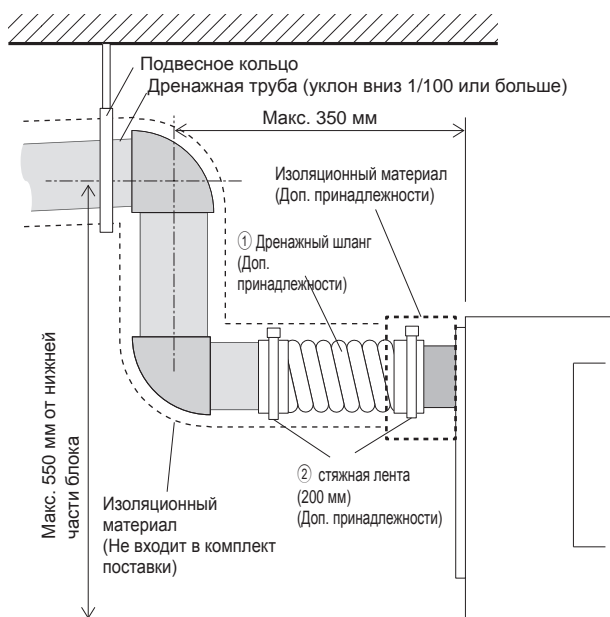 Подвесное кольцо
Дренажная труба (уклон вниз 1/100 или больше)
Макс. 350 мм
Изоляционный материал
(Доп. принадлежности)
① Дренажный шланг
(Доп.
принадлежности)
Макс. 550 мм от нижней
части блока
② стяжная лента
(200 мм)
(Доп. принадлежности)
Изоляционный
материал
(Не входит в комплект
поставки)